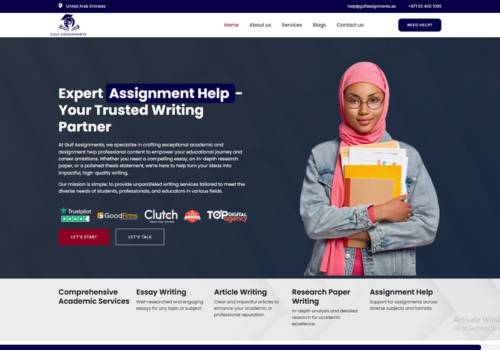 United Arab Emirates
help@gulfassignments.ae
+971 55 400 1095
GULF ASSIGNMENTS
Home
About us
Services
Blogs
Contact us
NEED HELP?
Expert Assignment Help –
Your Trusted Writing
Partner
At Gulf Assignments, we specialize in crafting exceptional academic and
assignment help professional content to empower your educational journey and
career ambitions. Whether you need a compelling essay, an in-depth research
paper, or a polished thesis statement, we're here to help turn your ideas into
impactful, high-quality writing.
Our mission is simple: to provide unparalleled writing services tailored to meet the
diverse needs of students, professionals, and educators in various fields.
Trustpilot
GoodFirms
Clutch
TOP DIGITAL
agency
LET'S START
LET'S TALK
Comprehensive
Academic Services
Essay Writing
Well-researched and engaging
essays for any topic or subject.
Article Writing
Clear and impactful articles to
enhance your academic or
professional reputation.
Research Paper
Writing
In-depth analysis and detailed
research for academic
excellence.
Assignment Help
Support for assignments across
diverse subjects and formats.
Activate Wind
Go to Settings to